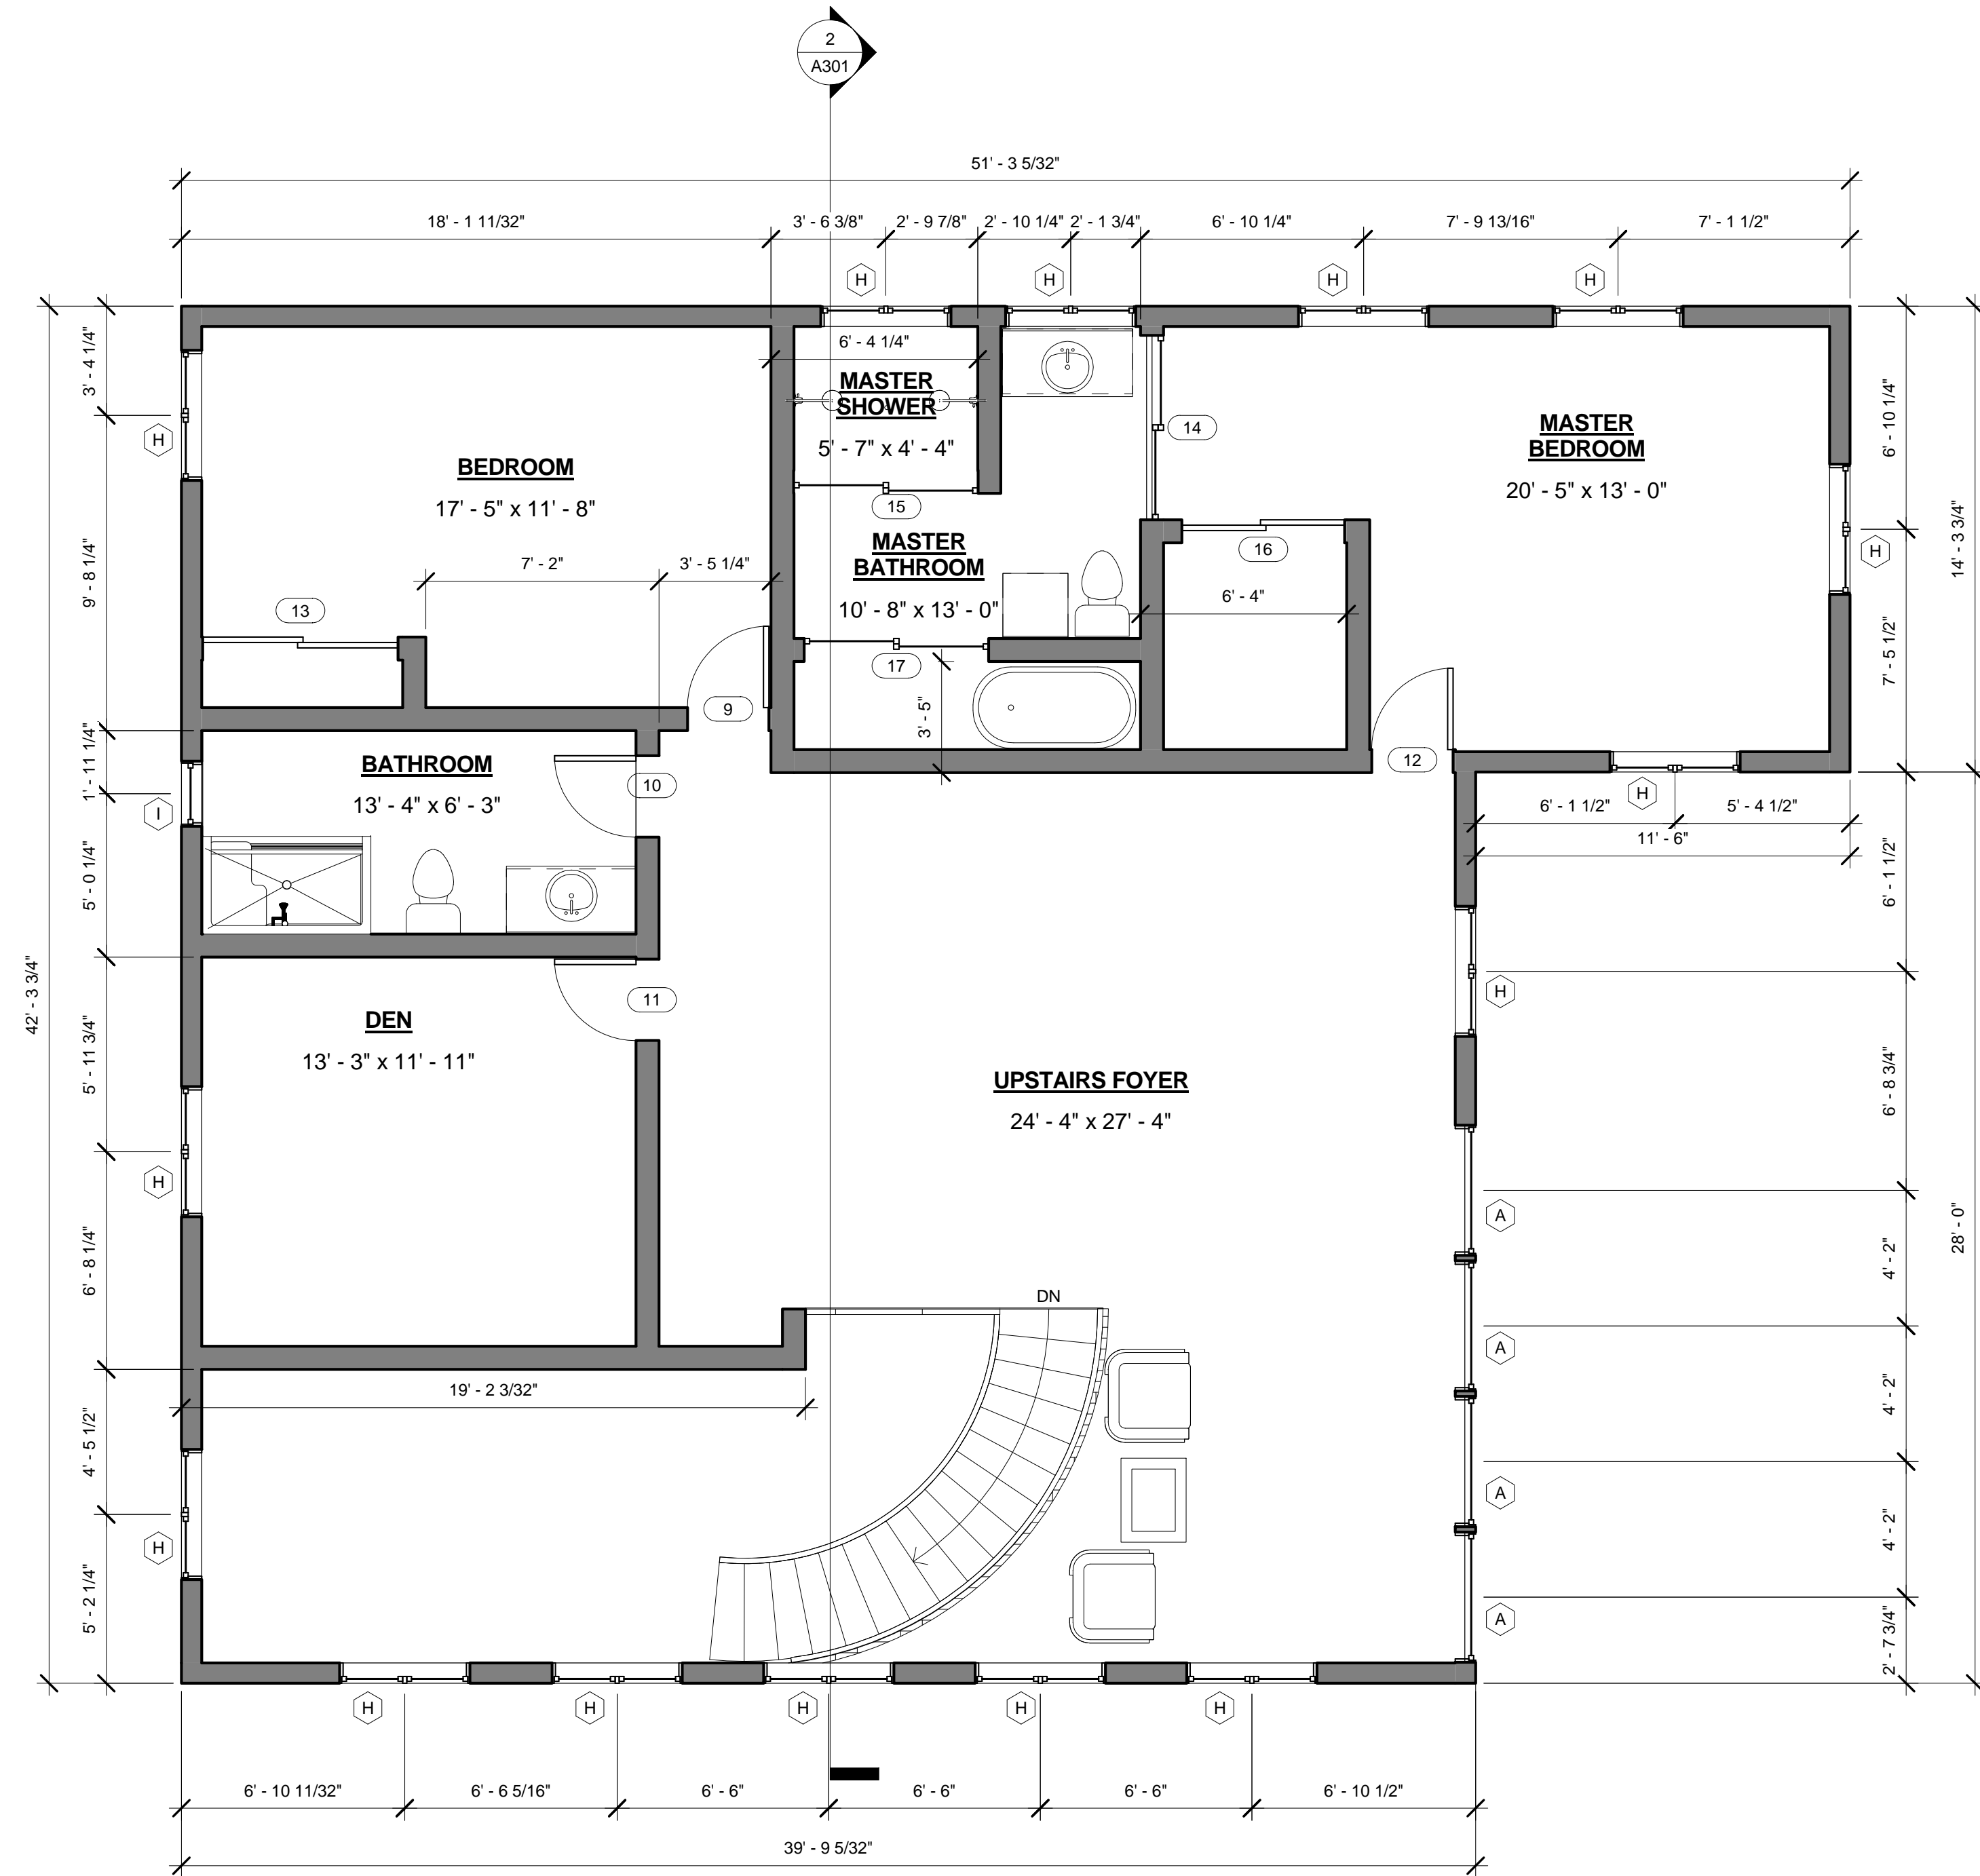 2
A301
51' - 3 5/32"
18' - 1 11/32"
3' - 6 3/8"
2' - 9 7/8"
2' - 10 1/4"
2' - 1 3/4"
6' - 10 1/4"
7' - 9 13/16"
7' - 1 1/2"
H
H
H
H
3' - 4 1/4"
H
9' - 8 1/4"
1' - 11 1/4"
I
5' - 0 1/4"
42' - 3 3/4"
5' - 11 3/4"
H
6' - 8 1/4"
4' - 5 1/2"
H
5' - 2 1/4"
BEDROOM
17' - 5" x 11' - 8"
7' - 2"
3' - 5 1/4"
13
9
6' - 4 1/4"
MASTER
SHOWER
5' - 7" x 4' - 4"
15
MASTER
BATHROOM
10' - 8" x 13' - 0"
17
3' - 5"
14
16
6' - 4"
MASTER
BEDROOM
20' - 5" x 13' - 0"
12
6' - 10 1/4"
H
14' - 3 3/4"
7' - 5 1/2"
H
6' - 1 1/2"
5' - 4 1/2"
11' - 6"
BATHROOM
13' - 4" x 6' - 3"
10
DEN
13' - 3" x 11' - 11"
11
UPSTAIRS FOYER
24' - 4" x 27' - 4"
DN
19' - 2 3/32"
6' - 1 1/2"
H
6' - 8 3/4"
A
4' - 2"
28' - 0"
A
4' - 2"
A
4' - 2"
A
2' - 7 3/4"
H
H
H
H
H
6' - 10 11/32"
6' - 6 5/16"
6' - 6"
6' - 6"
6' - 6"
6' - 10 1/2"
39' - 9 5/32"